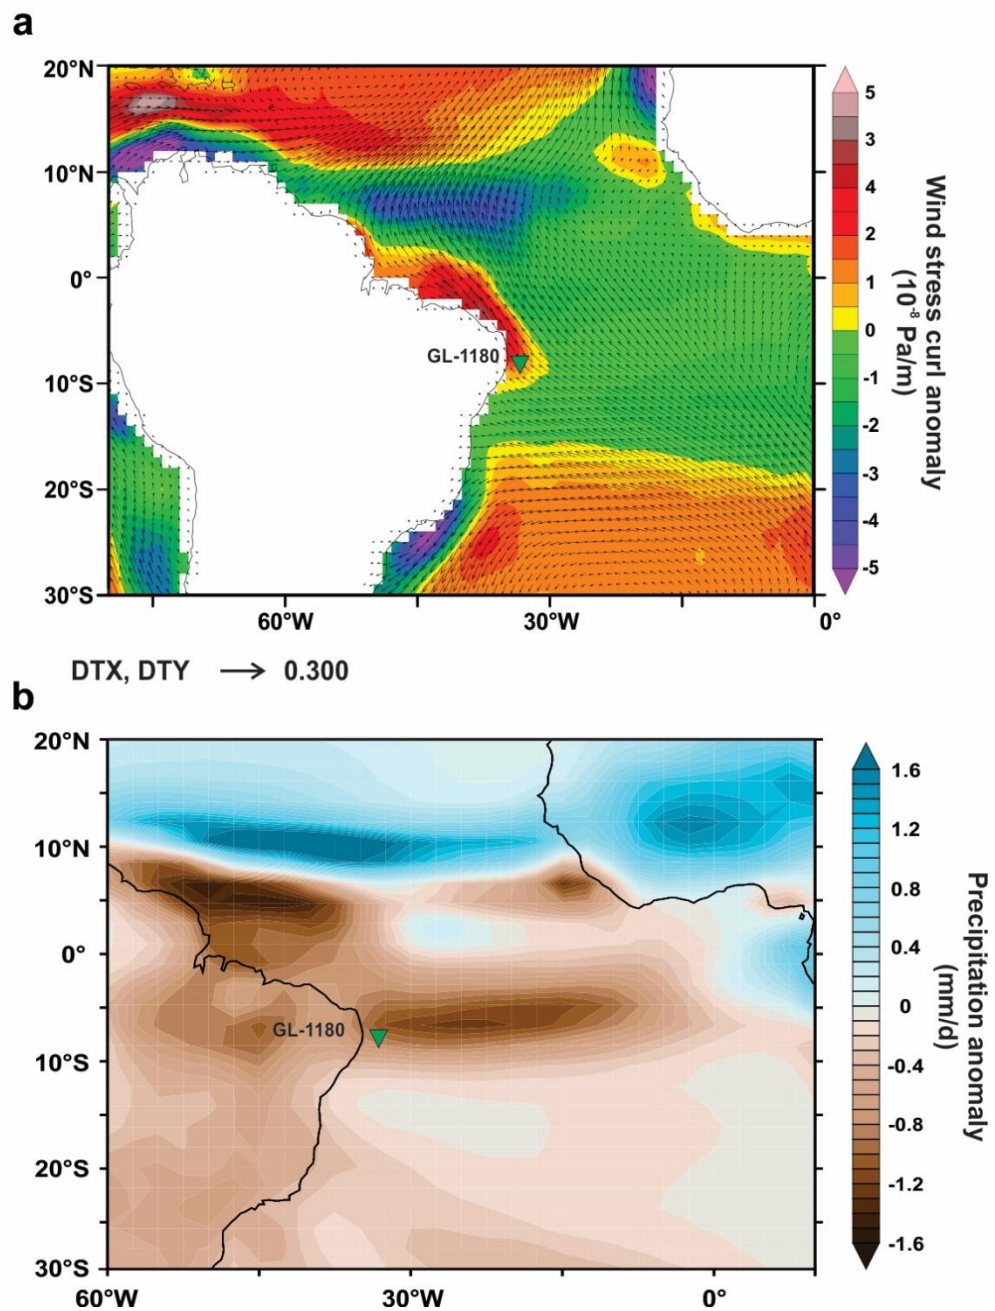 a
20°N
10°N
0°
10°S
20°S
30°S
60°W
30°W
0°
GL-1180
5
3
4
2
1
0
-1
-2
-3
-4
-5
Wind stress curl anomaly
(10⁻⁸ Pa/m)
DTX, DTY → 0.300
b
20°N
10°N
0°
10°S
20°S
30°S
60°W
30°W
0°
GL-1180
1.6
1.2
0.8
0.4
0
-0.4
-0.8
-1.2
-1.6
Precipitation anomaly
(mm/d)